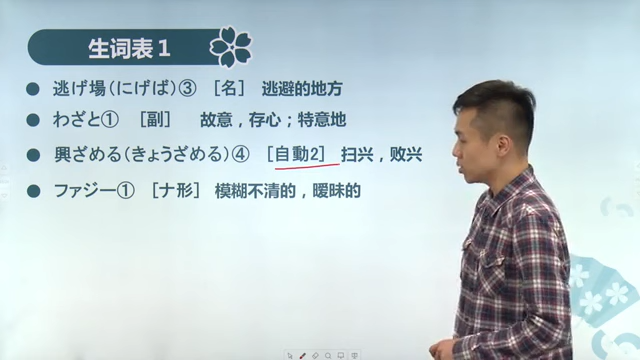 生词表１
● 逃げ場（にげば）③ ［名］ 逃避的地方
● わざと① ［副］ 故意，存心；特意地
● 興ざめる（きょうざめる）④ ［自動2］ 扫兴，败兴
● ファジー① ［ナ形］ 模糊不清的，暧昧的